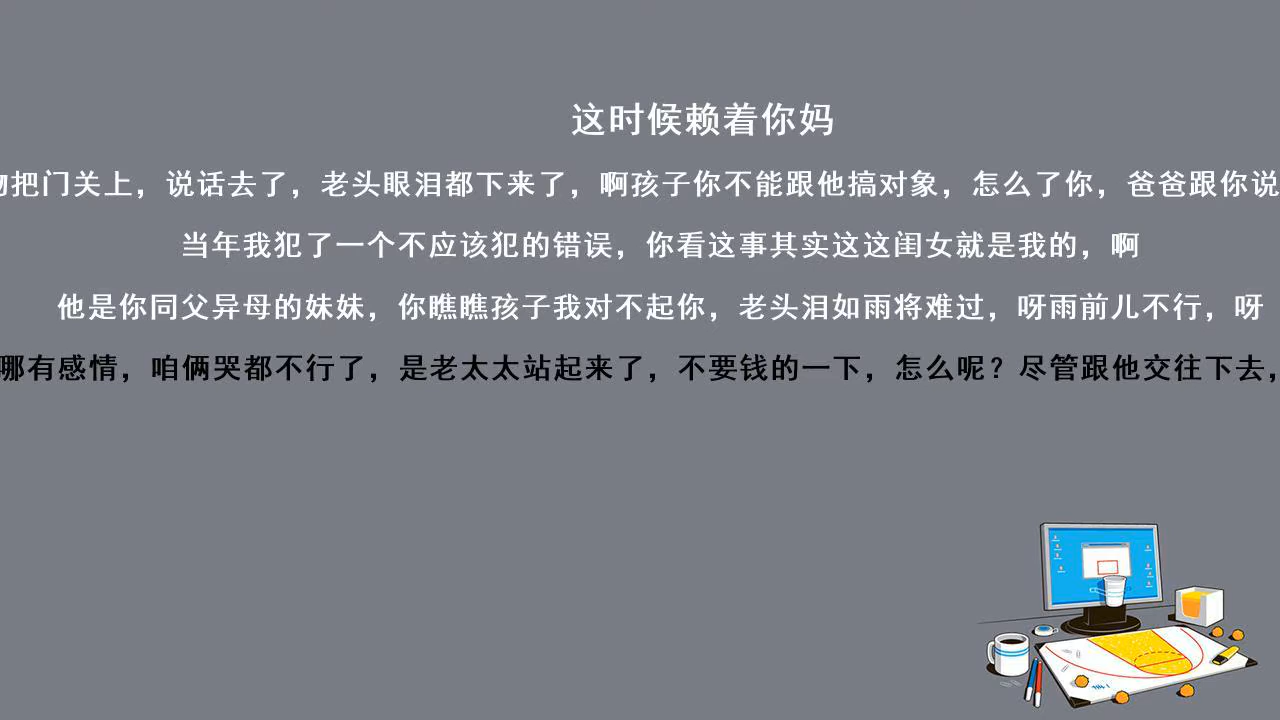 这时候赖着你妈
把门关上，说话去了，老头眼泪都下来了，啊孩子你不能跟他搞对象，怎么了你，爸爸跟你说
当年我犯了一个不应该犯的错误，你看这事其实这这闺女就是我的，啊
他是你同父异母的妹妹，你瞧瞧孩子我对不起你，老头泪如雨将难过，呀雨前儿不行，呀
哪有感情，咱俩哭都不行了，是老太太站起来了，不要钱的一下，怎么呢？尽管跟他交往下去，